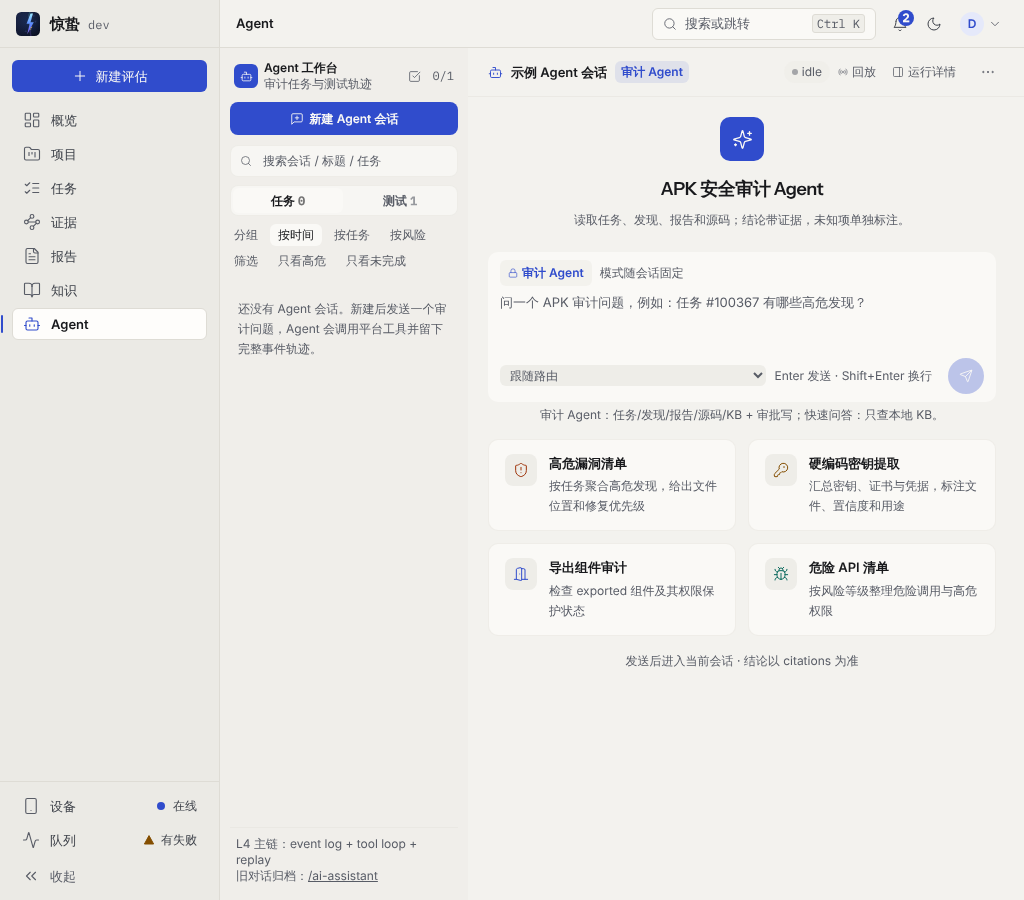 惊蛰 dev
Agent
搜索或跳转 Ctrl K
2
D
新建评估
概览
项目
任务
证据
报告
知识
Agent
设备 在线
队列 有失败
收起
Agent 工作台
审计任务与测试轨迹
0/1
新建 Agent 会话
搜索会话 / 标题 / 任务
任务 0 测试 1
分组 按时间 按任务 按风险
筛选 只看高危 只看未完成
还没有 Agent 会话。新建后发送一个审
计问题，Agent 会调用平台工具并留下
完整事件轨迹。
L4 主链：event log + tool loop +
replay
旧对话归档：/ai-assistant
示例 Agent 会话 审计 Agent
idle 回放 运行详情 ···
APK 安全审计 Agent
读取任务、发现、报告和源码；结论带证据，未知项单独标注。
审计 Agent 模式随会话固定
问一个 APK 审计问题，例如：任务 #100367 有哪些高危发现？
跟随路由 Enter 发送 · Shift+Enter 换行
审计 Agent：任务/发现/报告/源码/KB + 审批写；快速问答：只查本地 KB。
高危漏洞清单
按任务聚合高危发现，给出文件
位置和修复优先级
硬编码密钥提取
汇总密钥、证书与凭据，标注文
件、置信度和用途
导出组件审计
检查 exported 组件及其权限保
护状态
危险 API 清单
按风险等级整理危险调用与高危
权限
发送后进入当前会话 · 结论以 citations 为准